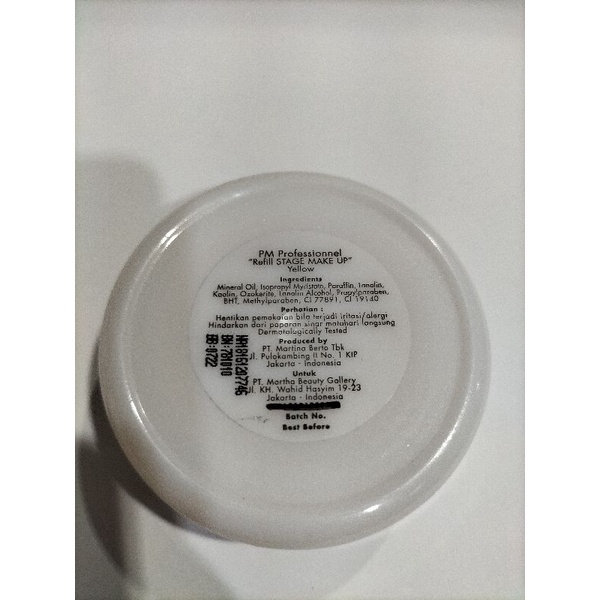 PM Professionnel
"Refill STAGE MAKE UP"
Yellow
Ingredients
Mineral Oil, Isopropyl Myristath, Paraffin, Lanolin,
Kaolin, Ozokerite, Lanolin Alcohol, Propylparaben,
BHT, Methylparaben, CI 77891, CI 19140
Perhatian :
Hentikan pemakaian bila terjadi iritasi/alergi
Hindarkan dari paparan sinar matahari langsung
Dermatologically Tested
Produced by
PT. Martina Berto Tbk
Jl. Pulokambing II No. 1 KIP
Jakarta - Indonesia
Untuk
PT. Martha Beauty Gallery
Jl. KH. Wahid Hasyim 19-23
Jakarta - Indonesia
Batch No.
Best Before
BB:0722